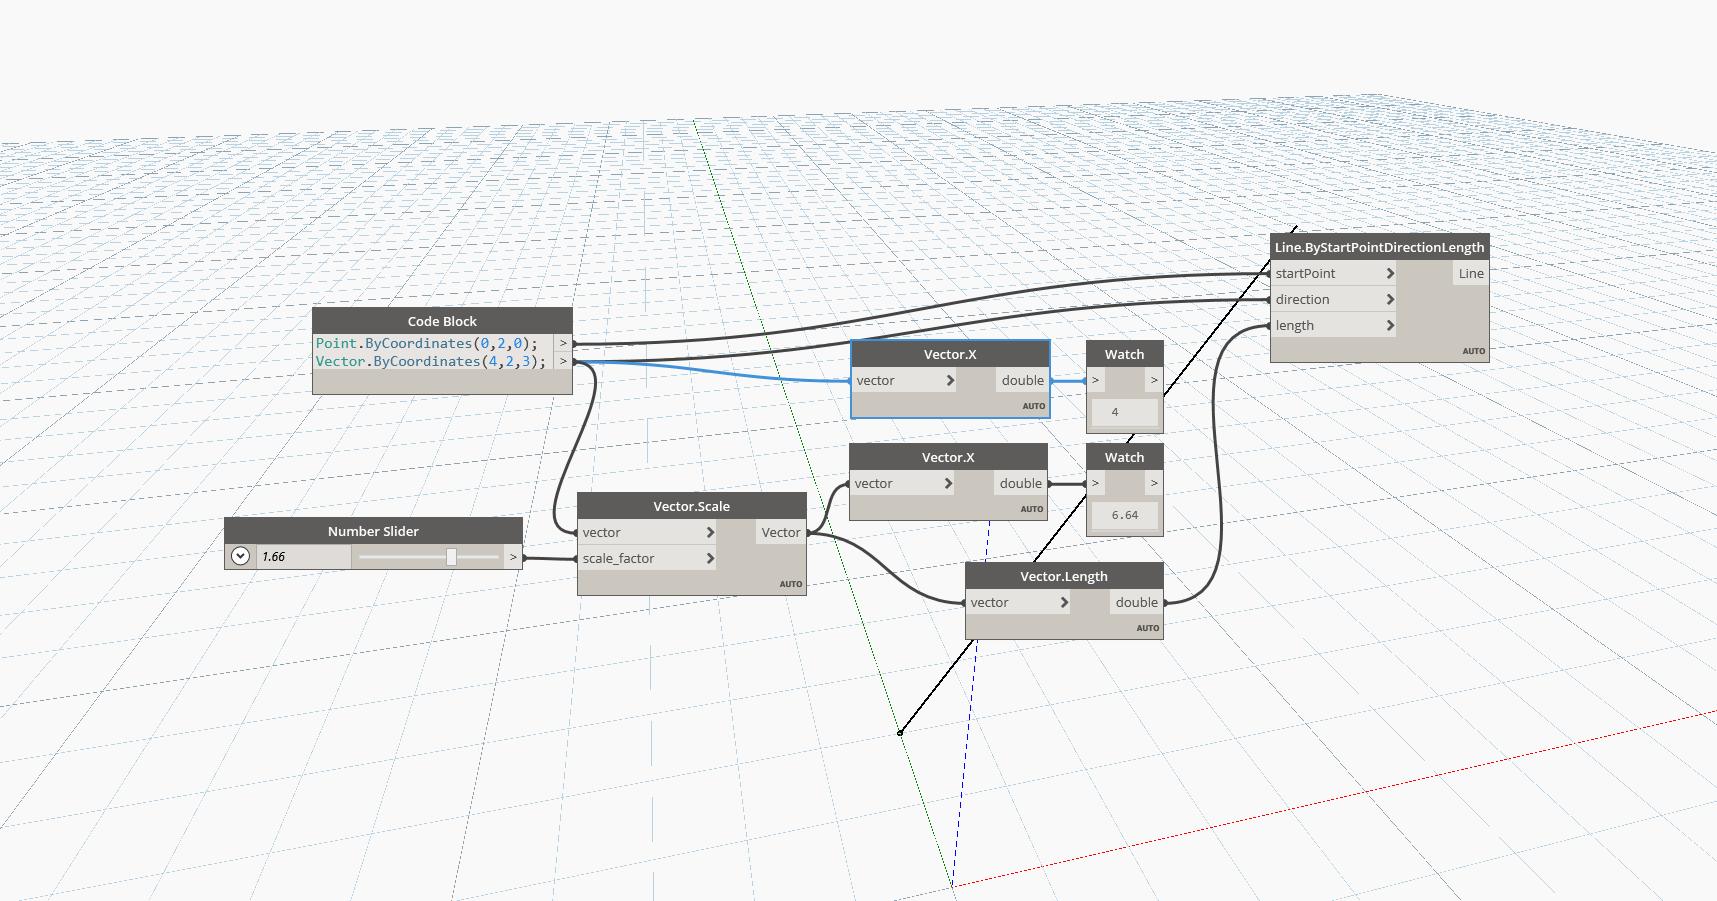 Line.ByStartPointDirectionLength
startPoint > Line
direction >
length >
AUTO
Code Block
Point.ByCoordinates(0,2,0); >
Vector.ByCoordinates(4,2,3); >
Vector.X
vector > double
AUTO
Watch
> >
4
Vector.X
vector > double
AUTO
Watch
> >
6.64
Vector.Scale
vector > Vector
scale_factor >
AUTO
Number Slider
1.66 >
Vector.Length
vector > double
AUTO